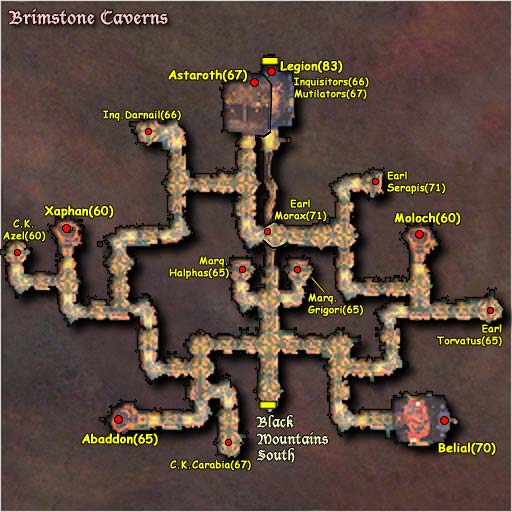 Brimstone Caverns
Legion(83)
Astaroth(67)
Inquisitors(66)
Mutilators(67)
Inq. Darnail(66)
Earl
Serapis(71)
Earl
Morax(71)
Xaphan(60)
Moloch(60)
C.K.
Azel(60)
Marq.
Halphas(65)
Marq.
Grigori(65)
Earl
Torvatus(65)
Black
Mountains
South
Abaddon(65)
Belial(70)
C.K.Carabia(67)